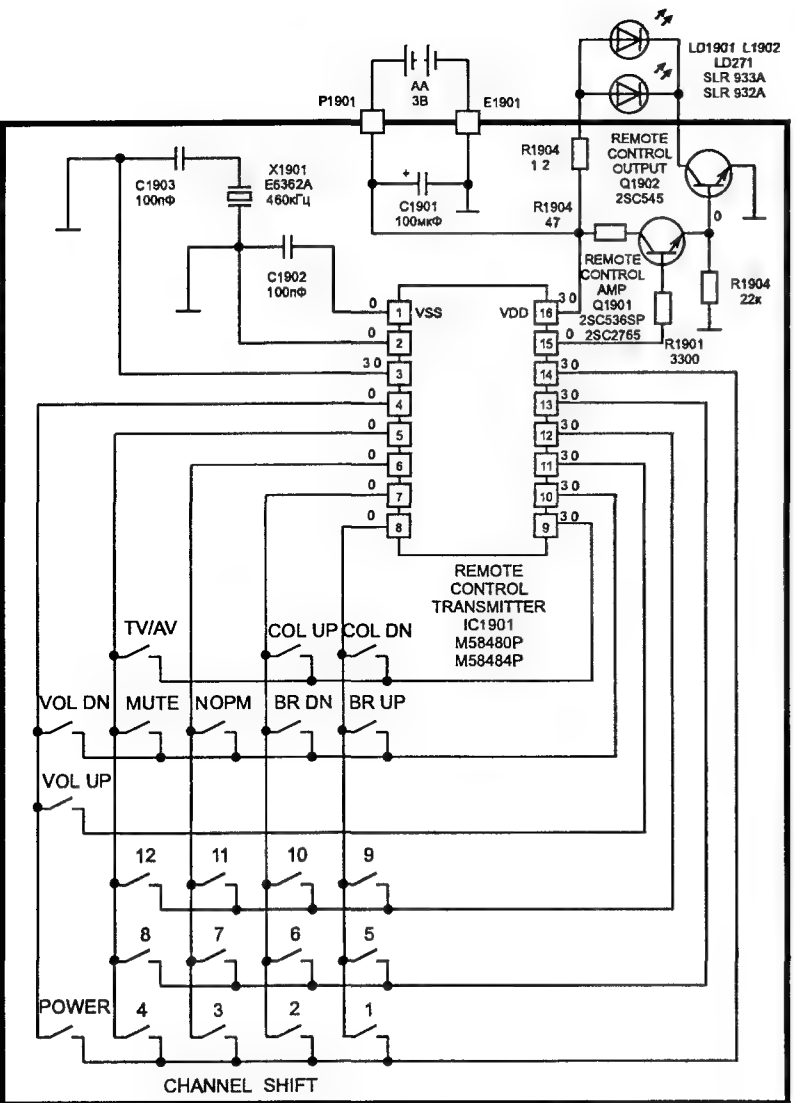 LD1901 L1902
LD271
SLR 933A
SLR 932A
AA
3В
P1901
E1901
X1901
E6362A
460кГц
C1903
100пФ
C1901
100мкФ
+
R1904
1 2
REMOTE
CONTROL
OUTPUT
Q1902
2SC545
0
R1904
47
REMOTE
CONTROL
AMP
Q1901
2SC536SP
2SC2765
R1904
22к
R1901
3300
C1902
100пФ
0 1 VSS
VDD 16 3 0
0 2
15 0
3 0 3
14 3 0
0 4
13 3 0
0 5
12 3 0
0 6
11 3 0
0 7
10 3 0
0 8
9 3 0
REMOTE
CONTROL
TRANSMITTER
IC1901
M58480P
M58484P
TV/AV COL UP COL DN
VOL DN MUTE NOPM BR DN BR UP
VOL UP
12 11 10 9
8 7 6 5
POWER 4 3 2 1
CHANNEL SHIFT